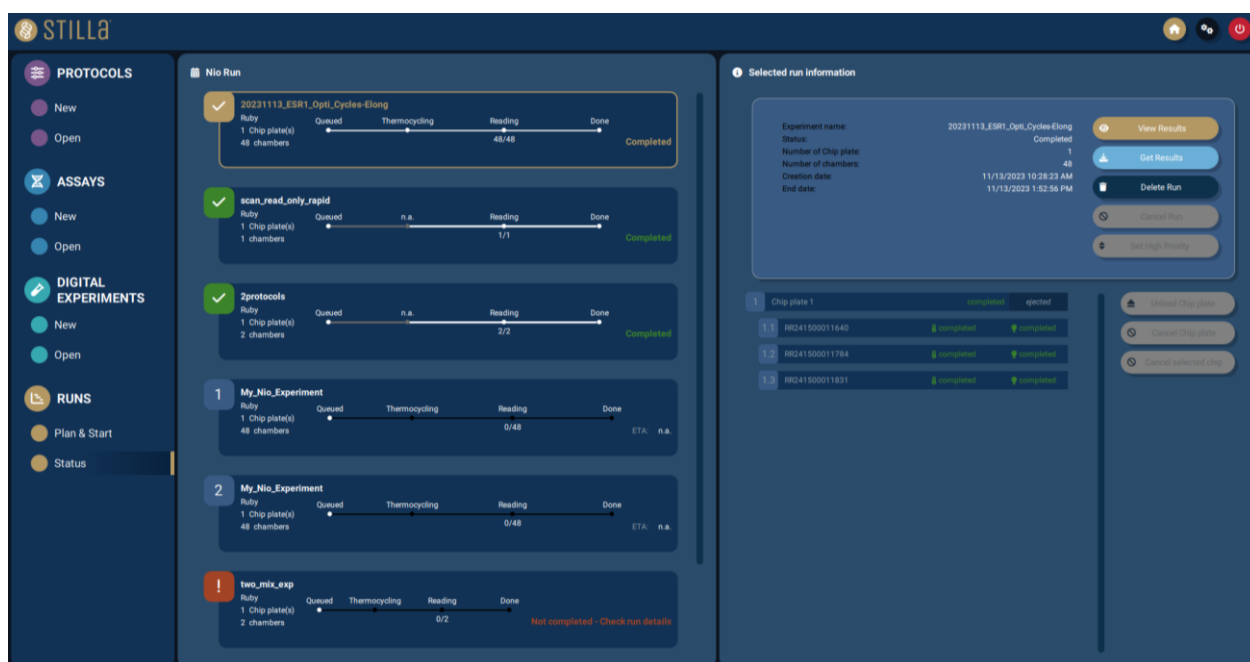 STILLA
PROTOCOLS
New
Open
ASSAYS
New
Open
DIGITAL
EXPERIMENTS
New
Open
RUNS
Plan & Start
Status
Nio Run
20231113_ESR1_Opti_Cycles-Elong
Ruby
1 Chip plate(s)
48 chambers
Queued Thermocycling Reading Done
48/48
Completed
scan_read_only_rapid
Ruby
1 Chip plate(s)
1 chambers
Queued n.a. Reading Done
1/1
Completed
2protocols
Ruby
1 Chip plate(s)
2 chambers
Queued n.a. Reading Done
2/2
Completed
1
My_Nio_Experiment
Ruby
1 Chip plate(s)
48 chambers
Queued Thermocycling Reading Done
0/48
ETA: n.a.
2
My_Nio_Experiment
Ruby
1 Chip plate(s)
48 chambers
Queued Thermocycling Reading Done
0/48
ETA: n.a.
!
two_mix_exp
Ruby
1 Chip plate(s)
2 chambers
Queued Thermocycling Reading Done
0/2
Not completed - Check run details
Selected run information
Experiment name: 20231113_ESR1_Opti_Cycles-Elong
Status: Completed
Number of Chip plate: 1
Number of chambers: 48
Creation date: 11/13/2023 10:28:23 AM
End date: 11/13/2023 1:52:56 PM
View Results
Get Results
Delete Run
Cancel Run
Set High Priority
1 Chip plate 1 completed ejected
1.1 RR241500011640 completed completed
1.2 RR241500011784 completed completed
1.3 RR241500011831 completed completed
Unload Chip plate
Cancel Chip plate
Cancel selected chip